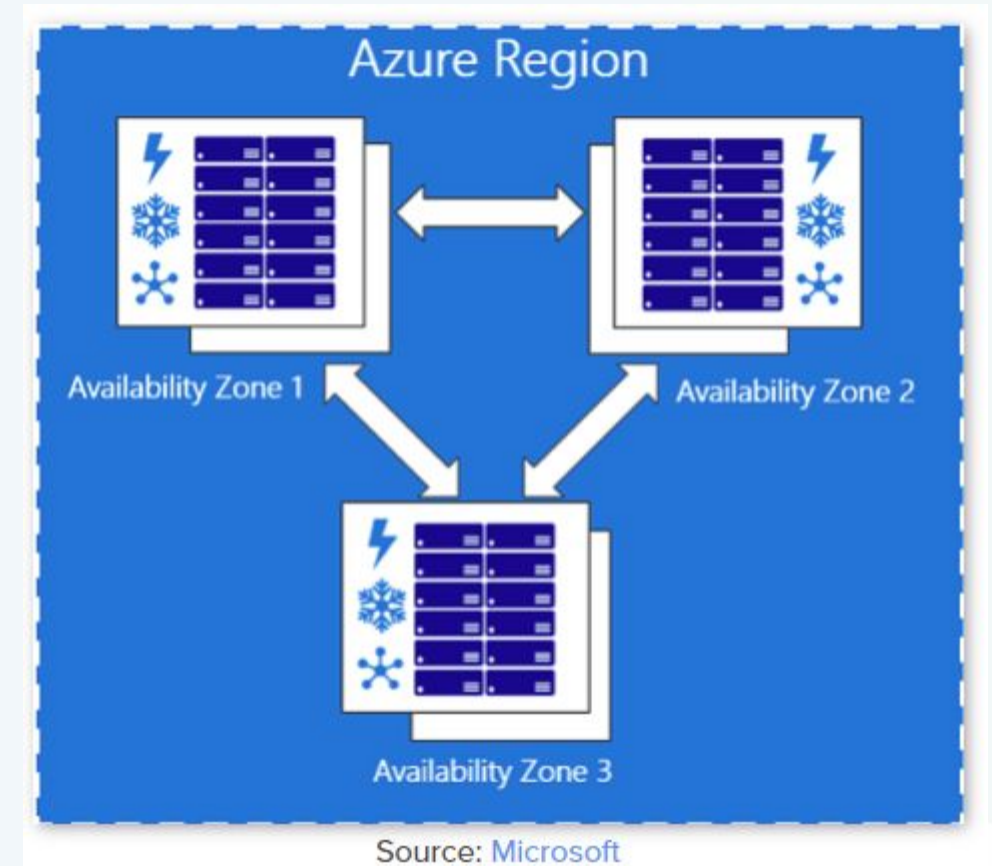 Azure Region
Availability Zone 1
Availability Zone 2
Availability Zone 3
Source: Microsoft